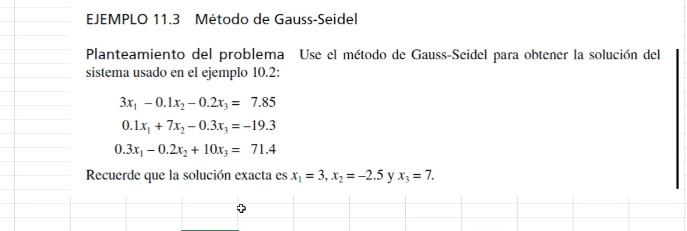 EJEMPLO 11.3 Método de Gauss-Seidel
Planteamiento del problema Use el método de Gauss-Seidel para obtener la solución del
sistema usado en el ejemplo 10.2:
3x₁ − 0.1x₂ − 0.2x₃ = 7.85
0.1x₁ + 7x₂ − 0.3x₃ = −19.3
0.3x₁ − 0.2x₂ + 10x₃ = 71.4
Recuerde que la solución exacta es x₁ = 3, x₂ = −2.5 y x₃ = 7.